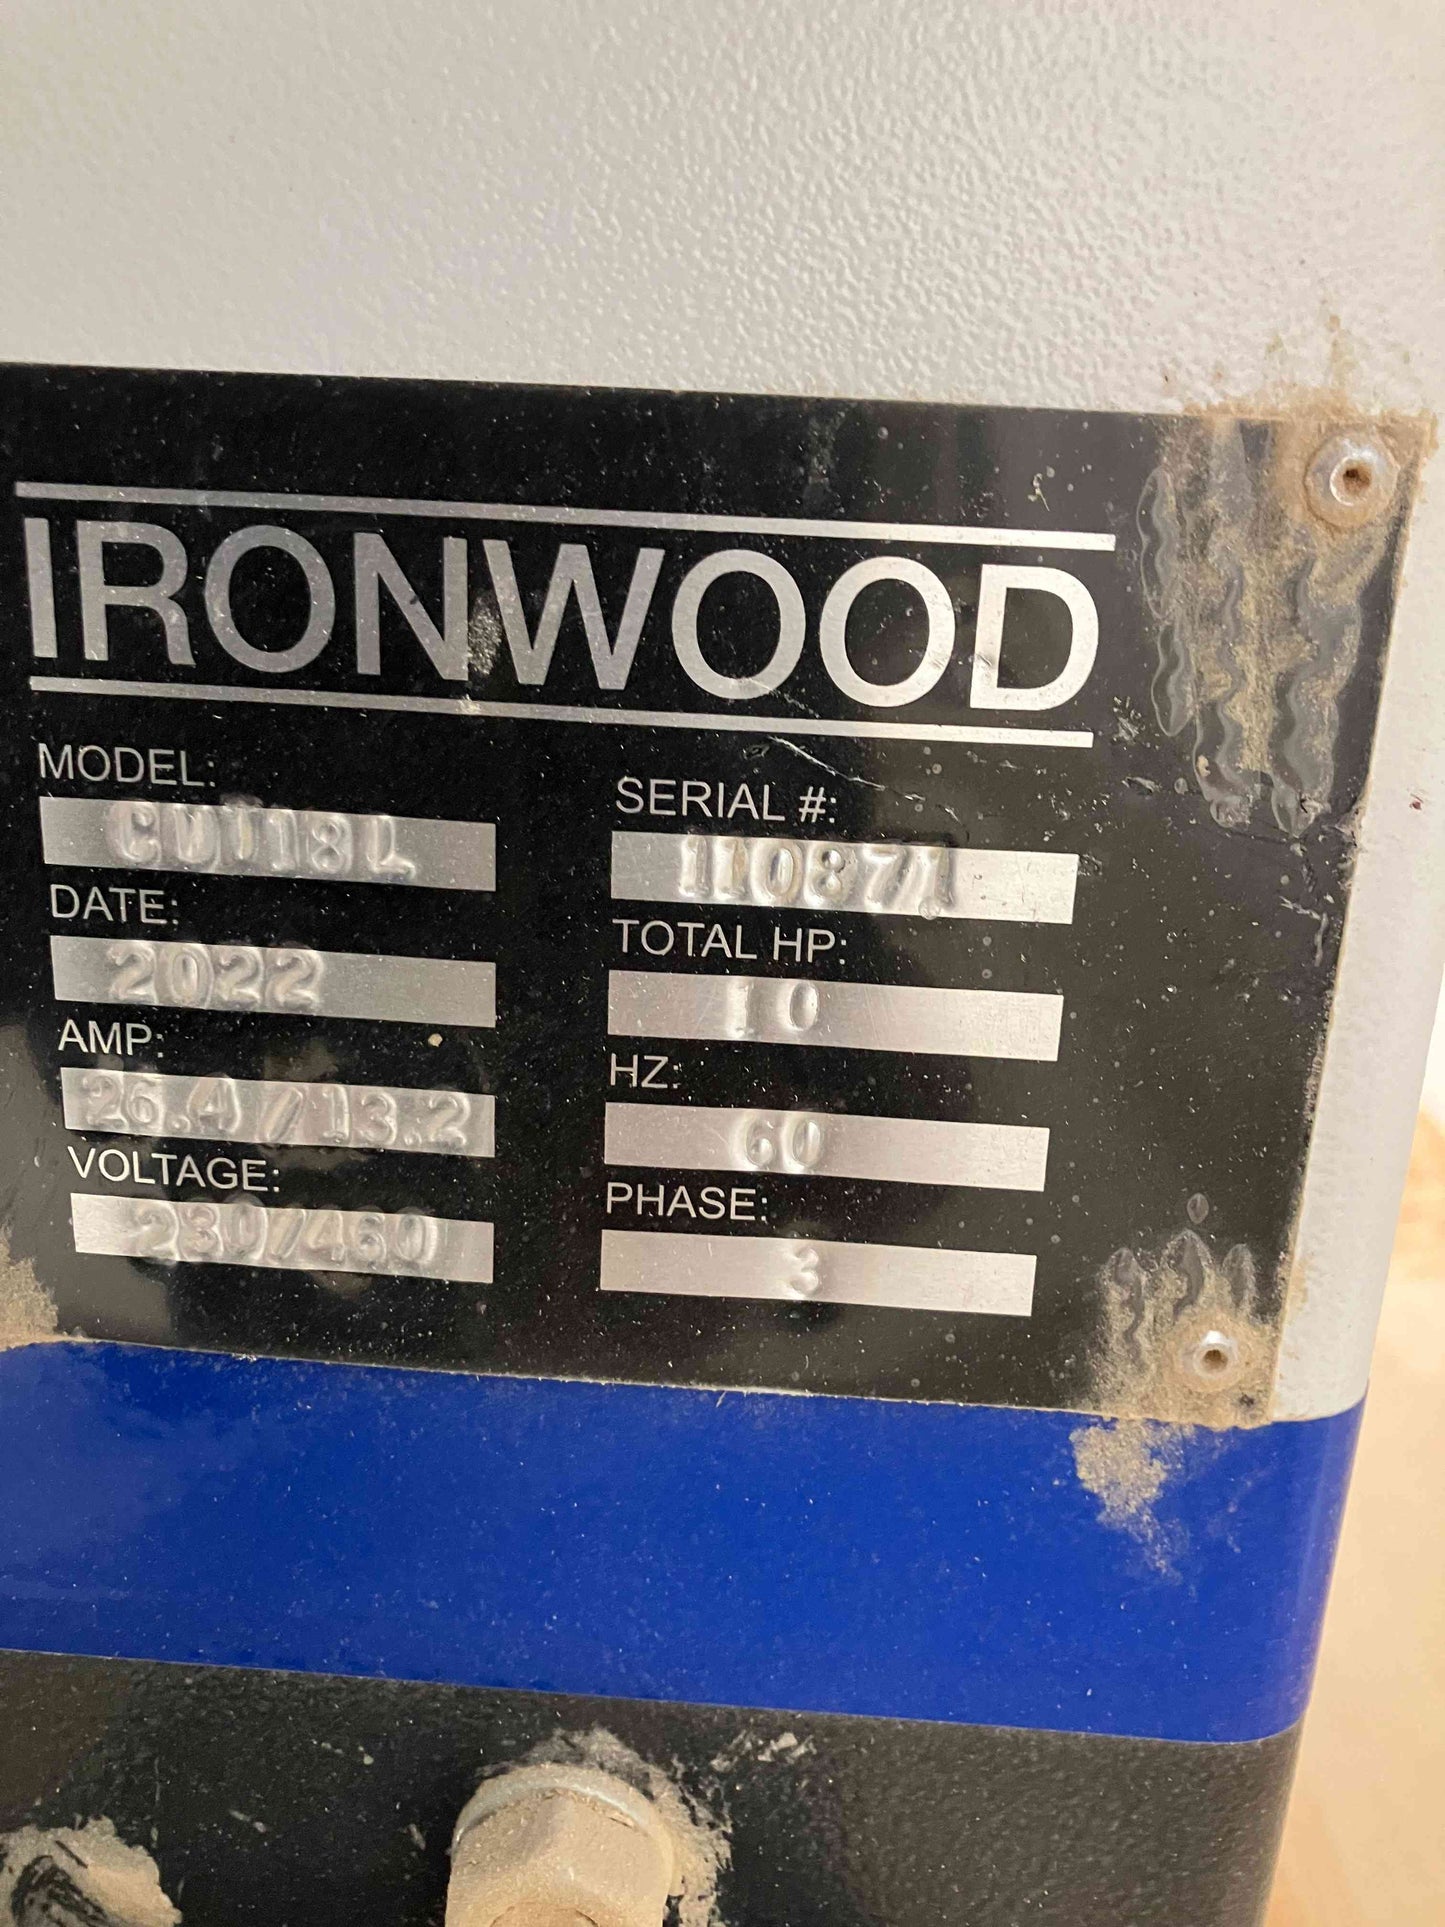 IRONWOOD
MODEL: SERIAL #:
CUT18L 110871
DATE: TOTAL HP:
2022 10
AMP: HZ:
26.4/13.2 60
VOLTAGE: PHASE:
230/460 3